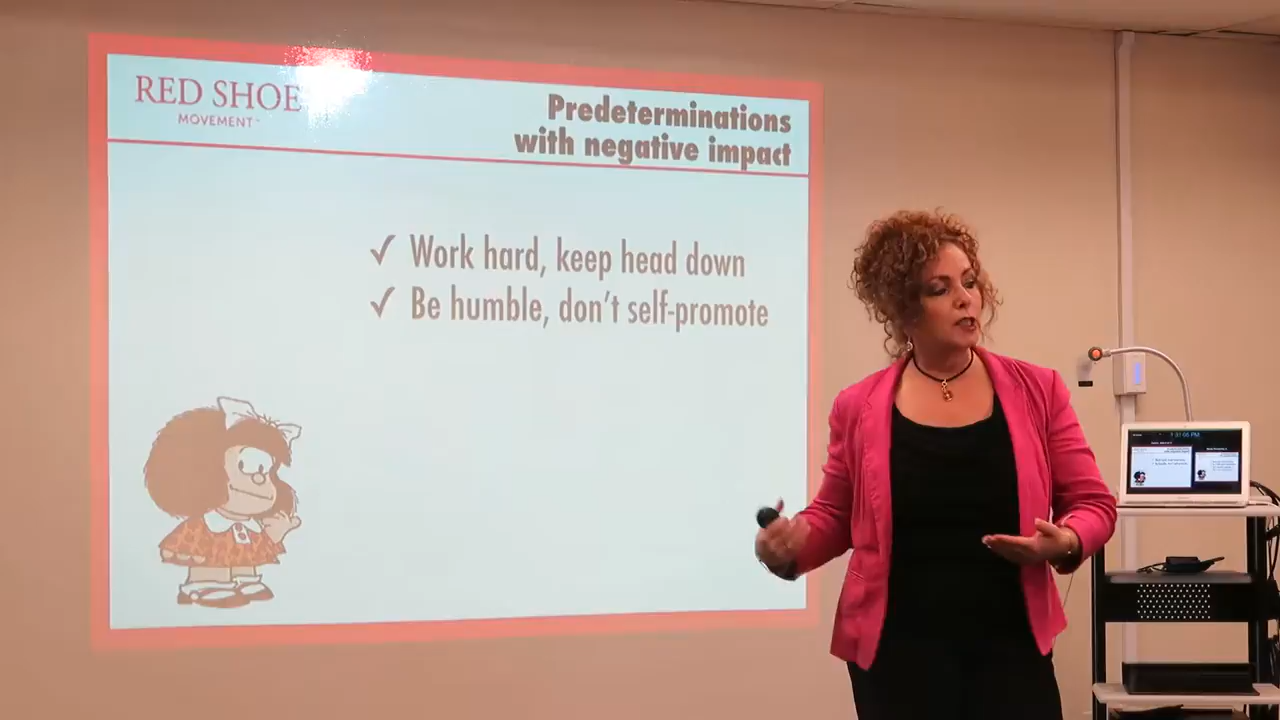 RED SHOE
MOVEMENT
Predeterminations
with negative impact
✓ Work hard, keep head down
✓ Be humble, don't self-promote